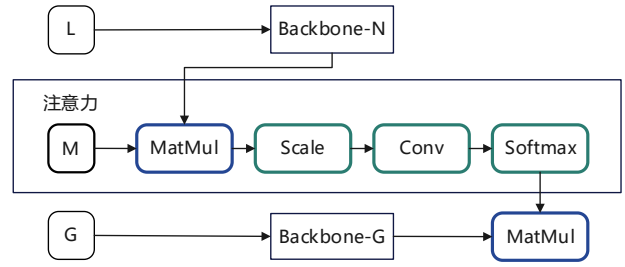 L
Backbone-N
注意力
M
MatMul
Scale
Conv
Softmax
G
Backbone-G
MatMul